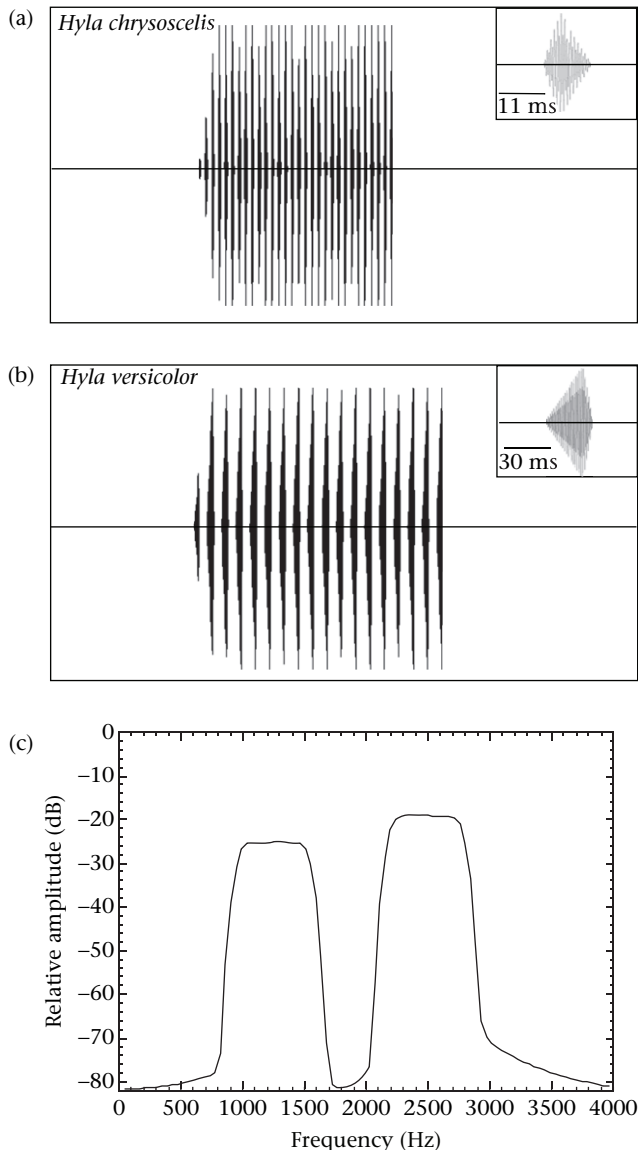 (a)
Hyla chrysoscelis
11 ms
(b)
Hyla versicolor
30 ms
(c)
0
−10
−20
−30
−40
−50
−60
−70
−80
Relative amplitude (dB)
0 500 1000 1500 2000 2500 3000 3500 4000
Frequency (Hz)